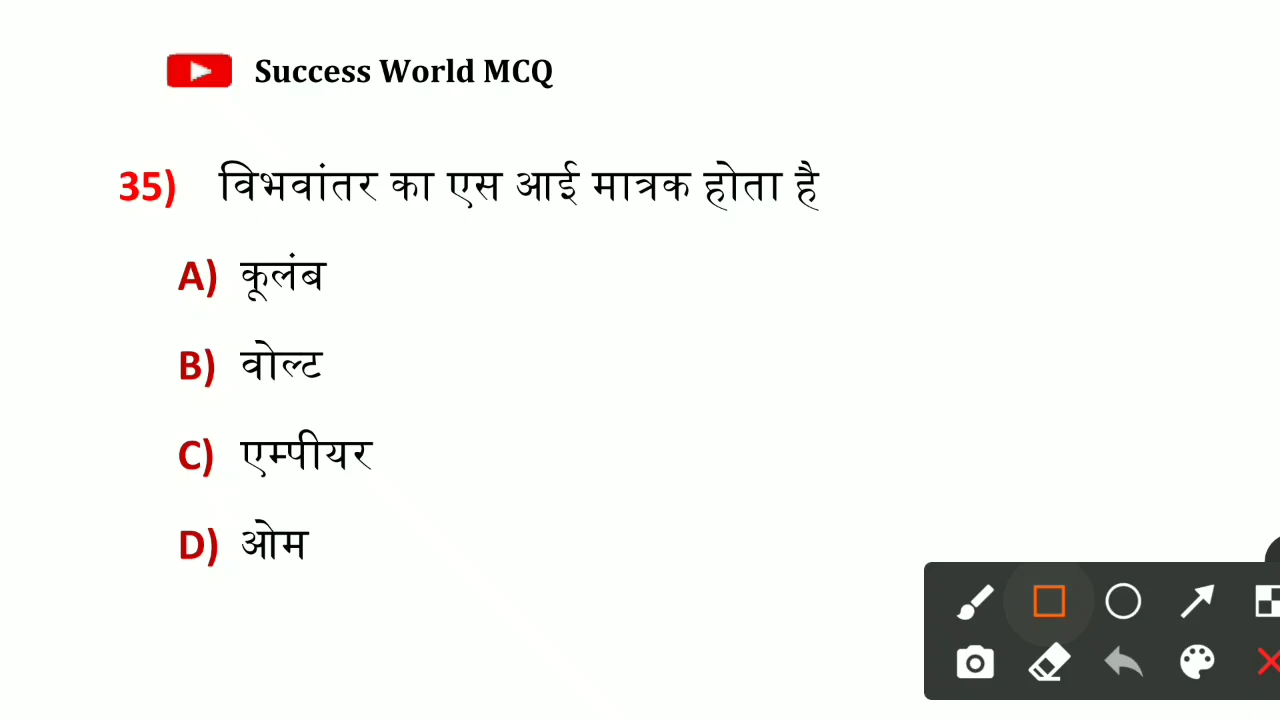 Success World MCQ
35) विभवांतर का एस आई मात्रक होता है
A) कूलंब
B) वोल्ट
C) एम्पीयर
D) ओम